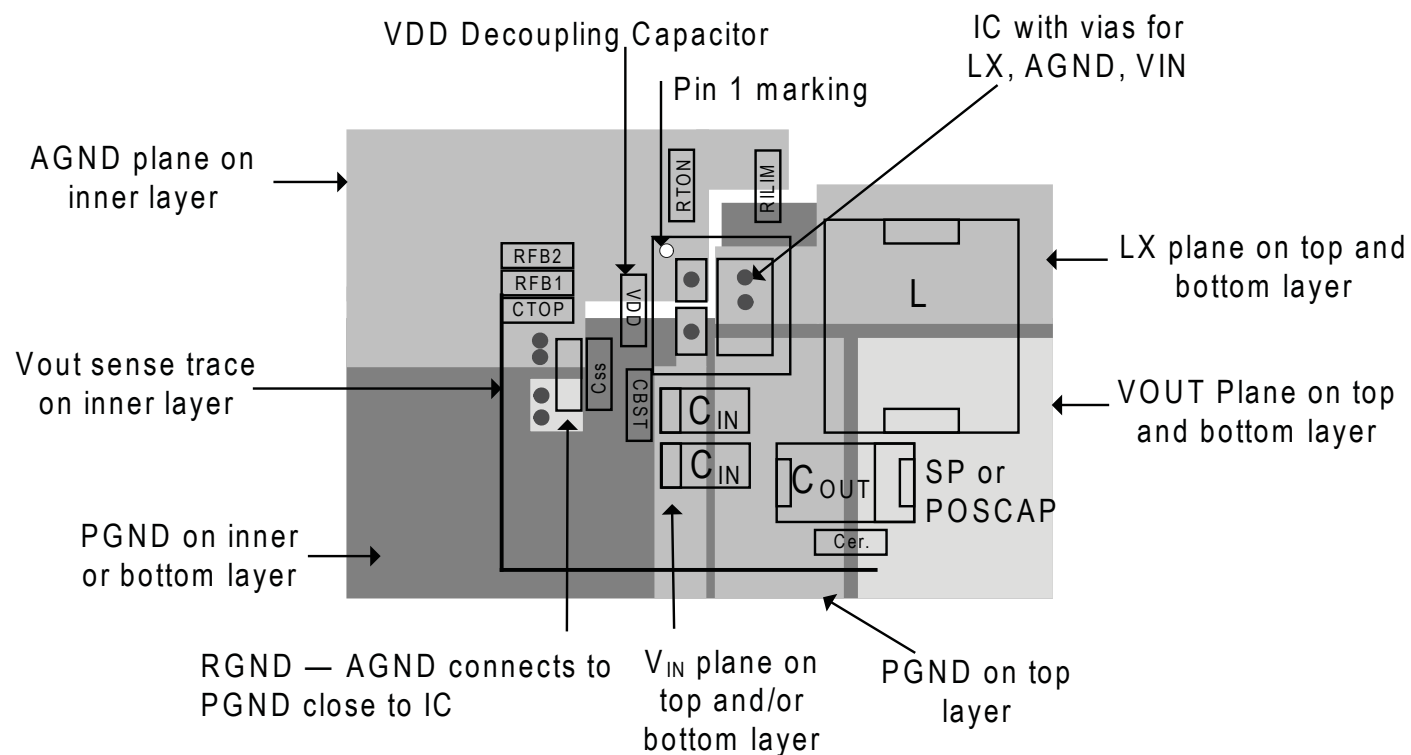 VDD Decoupling Capacitor
IC with vias for
LX, AGND, VIN
Pin 1 marking
AGND plane on
inner layer
RTON
RILIM
LX plane on top and
bottom layer
RFB2
RFB1
CTOP
VDD
L
Vout sense trace
on inner layer
Css
CBST
CIN
CIN
VOUT Plane on top
and bottom layer
COUT
SP or
POSCAP
Cer.
PGND on inner
or bottom layer
RGND — AGND connects to
PGND close to IC
VIN plane on
top and/or
bottom layer
PGND on top
layer